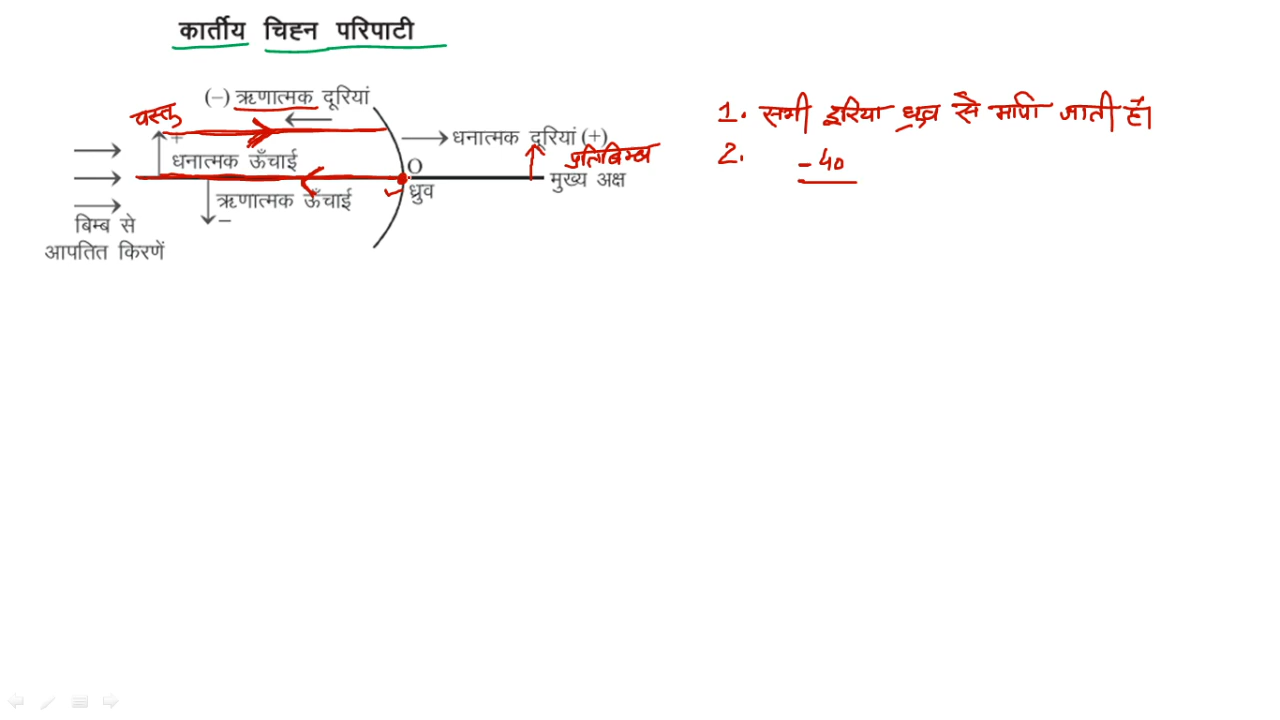 कार्तीय चिह्न परिपाटी
(−) ऋणात्मक दूरियां
वस्तु
+
धनात्मक दूरियां (+)
धनात्मक ऊँचाई
O
प्रतिबिम्ब
मुख्य अक्ष
ध्रुव
ऋणात्मक ऊँचाई
−
बिम्ब से
आपतित किरणें
1. सभी दूरिया ध्रुव से मापि जाती हैं।
2. - 40